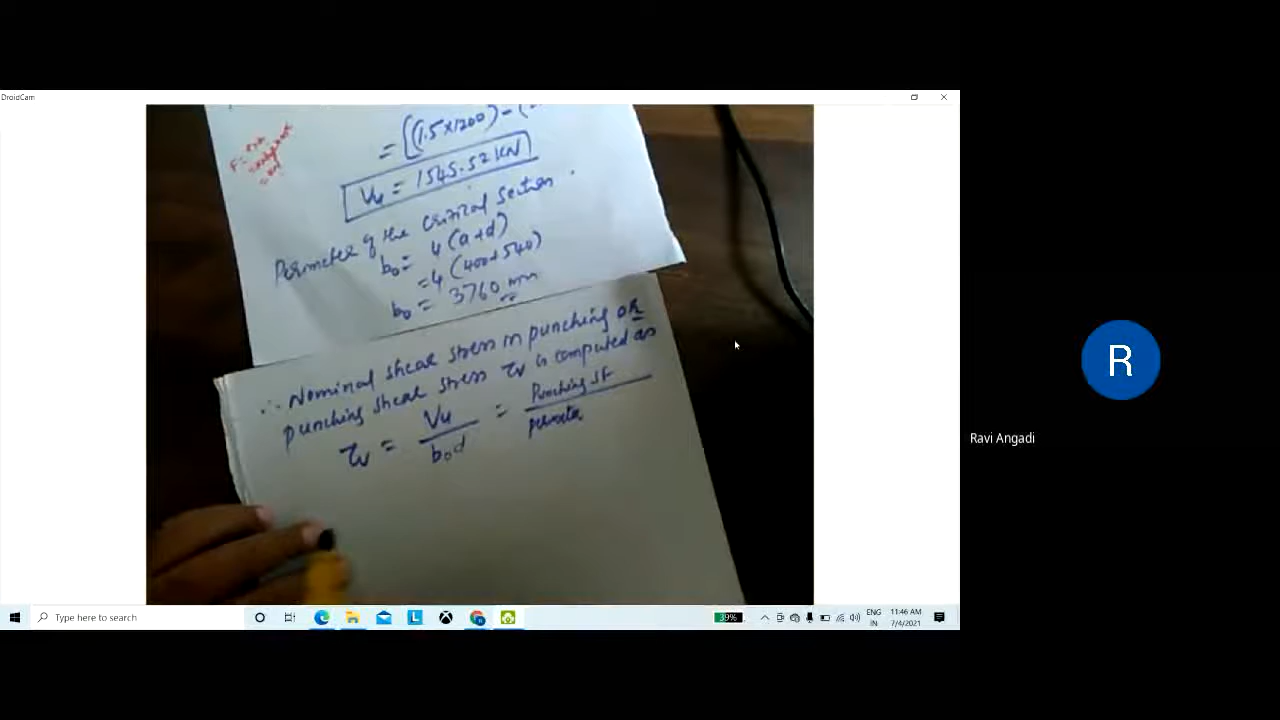 DroidCam
= [(1.5x1200) - (
Vu = 1545.52 KN
Perimeter of the critical section.
b0 = 4(a+d)
= 4(400+540)
b0 = 3760 mm
∴ Nominal shear stress in punching OR
punching shear stress τv is computed as
τv = Vu / b0d = Punching SF / perimeter
R
Ravi Angadi
Type here to search
39%
ENG
IN
11:46 AM
7/4/2021